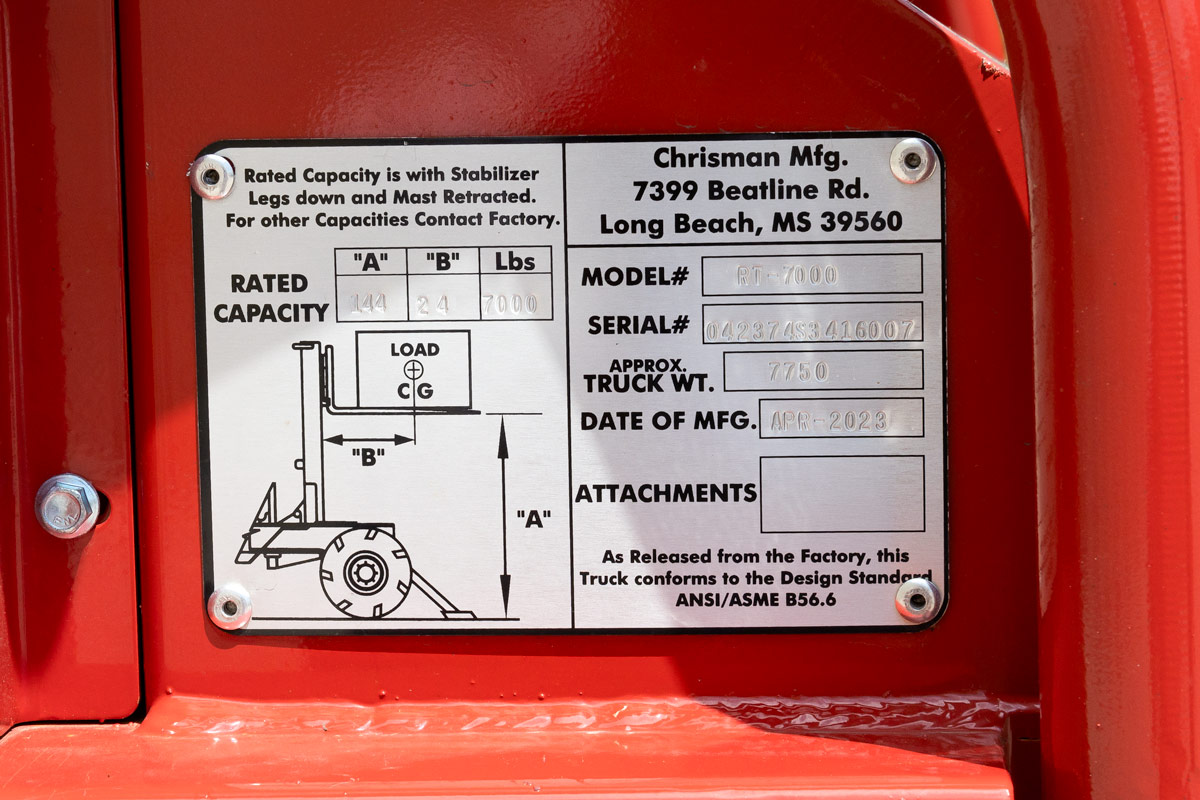 Rated Capacity is with Stabilizer
Legs down and Mast Retracted.
For other Capacities Contact Factory.
RATED CAPACITY
"A" "B" Lbs
144 24 7000
LOAD
CG
"B"
"A"
Chrisman Mfg.
7399 Beatline Rd.
Long Beach, MS 39560
MODEL# RT-7000
SERIAL# 042374S3416007
APPROX.
TRUCK WT. 7750
DATE OF MFG. APR-2023
ATTACHMENTS
As Released from the Factory, this
Truck conforms to the Design Standard
ANSI/ASME B56.6